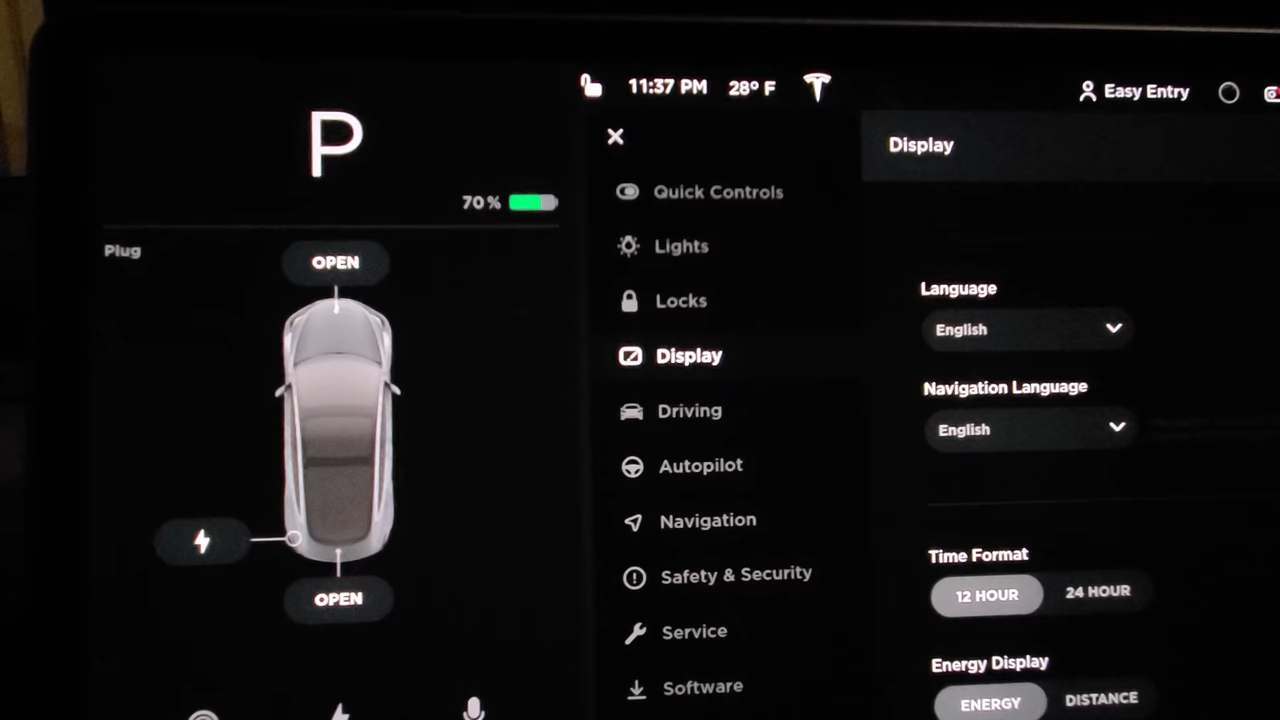 11:37 PM 28° F
Easy Entry
P
70 %
Plug
OPEN
OPEN
Quick Controls
Lights
Locks
Display
Driving
Autopilot
Navigation
Safety & Security
Service
Software
Display
Language
English
Navigation Language
English
Time Format
12 HOUR 24 HOUR
Energy Display
ENERGY DISTANCE